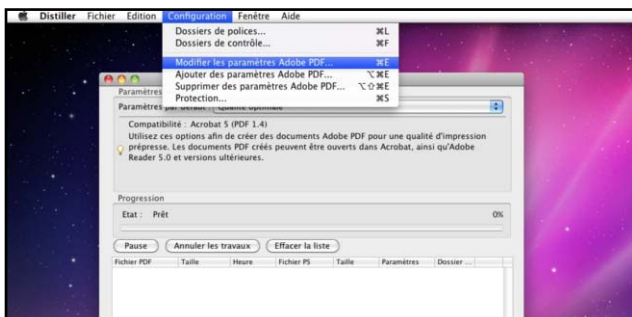 Distiller Fichier Edition Configuration Fenêtre Aide
Dossiers de polices... ⌘L
Dossiers de contrôle... ⌘F
Modifier les paramètres Adobe PDF... ⌘E
Ajouter des paramètres Adobe PDF... ⌥⌘E
Supprimer des paramètres Adobe PDF... ⌥⇧⌘E
Protection... ⌘S
Paramètres
Paramètres par défaut : Qualité optimale
Compatibilité : Acrobat 5 (PDF 1.4)
Utilisez ces options afin de créer des documents Adobe PDF pour une qualité d'impression
prépresse. Les documents PDF créés peuvent être ouverts dans Acrobat, ainsi qu'Adobe
Reader 5.0 et versions ultérieures.
Progression
Etat : Prêt 0%
Pause Annuler les travaux Effacer la liste
Fichier PDF Taille Heure Fichier PS Taille Paramètres Dossier ...